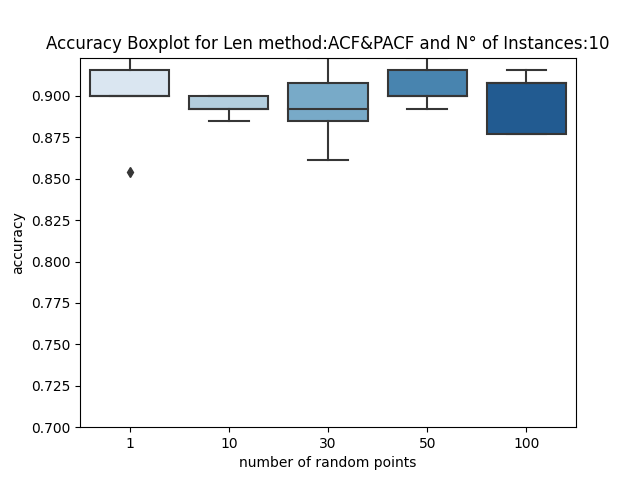 Accuracy Boxplot for Len method:ACF&PACF and N° of Instances:10
0.900
0.875
0.850
0.825
0.800
0.775
0.750
0.725
0.700
accuracy
1 10 30 50 100
number of random points